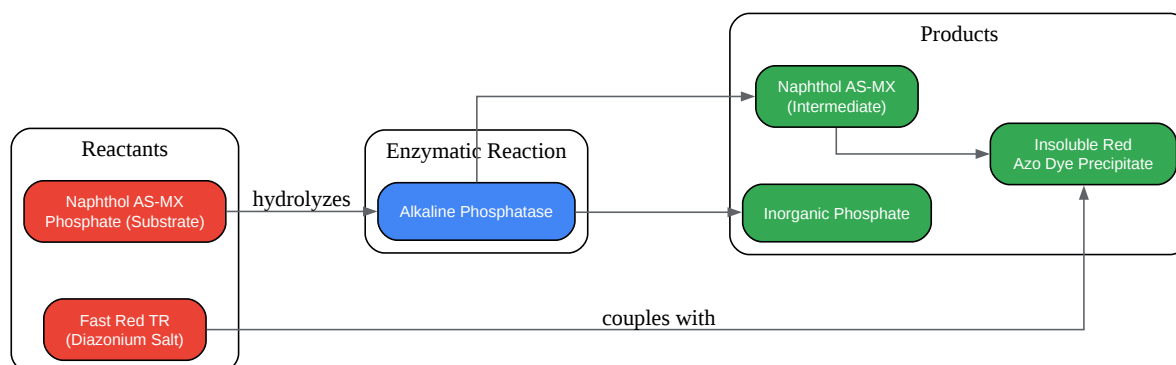 Reactants
Naphthol AS-MX
Phosphate (Substrate)
Fast Red TR
(Diazonium Salt)
hydrolyzes
Enzymatic Reaction
Alkaline Phosphatase
couples with
Products
Naphthol AS-MX
(Intermediate)
Inorganic Phosphate
Insoluble Red
Azo Dye Precipitate